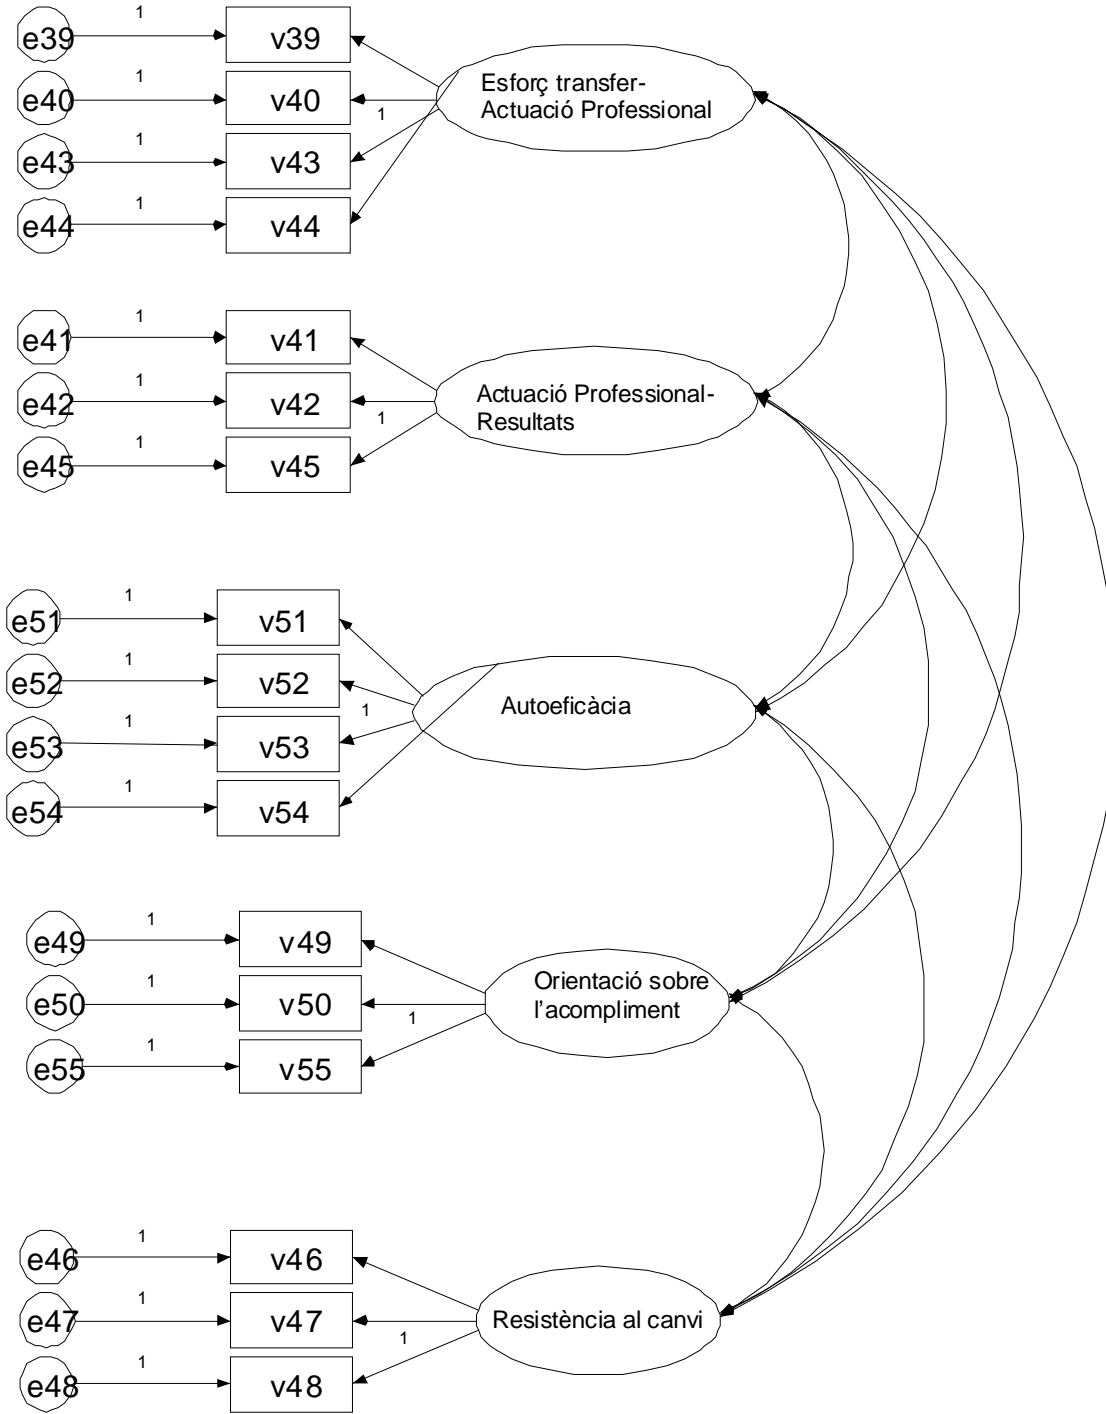 1
e39
v39
1
e40
v40
1
1
e43
v43
1
e44
v44
Esforç transfer-
Actuació Professional
1
e41
v41
1
e42
v42
1
1
e45
v45
Actuació Professional-
Resultats
1
e51
v51
1
e52
v52
1
1
e53
v53
1
e54
v54
Autoeficàcia
1
e49
v49
1
e50
v50
1
1
e55
v55
Orientació sobre
l'acompliment
1
e46
v46
1
e47
v47
1
1
e48
v48
Resistència al canvi